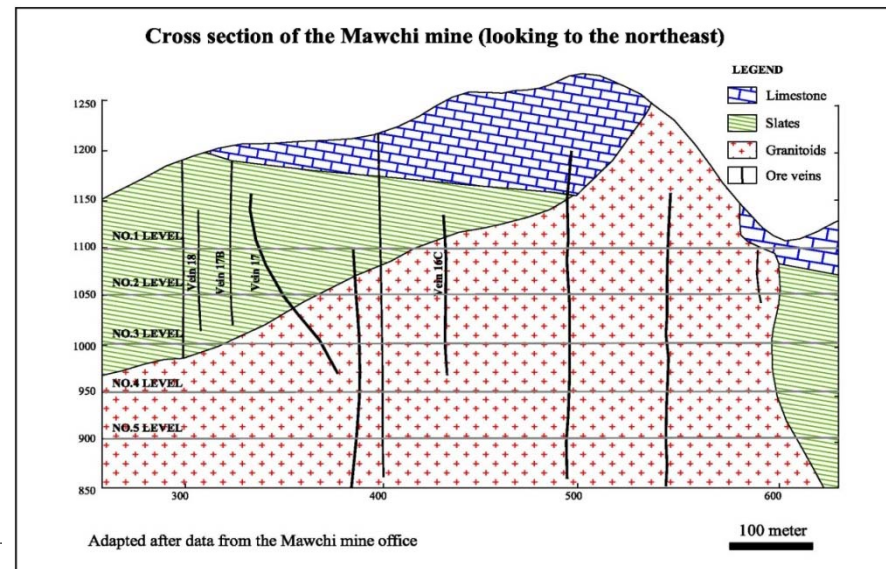 Cross section of the Mawchi mine (looking to the northeast)
LEGEND
Limestone
Slates
Granitoids
Ore veins
1250
1200
1150
1100
1050
1000
950
900
850
NO.1 LEVEL
NO.2 LEVEL
NO.3 LEVEL
NO.4 LEVEL
NO.5 LEVEL
Vein 18
Vein 17B
Vein 17
Vein 16C
300
400
500
600
Adapted after data from the Mawchi mine office
100 meter